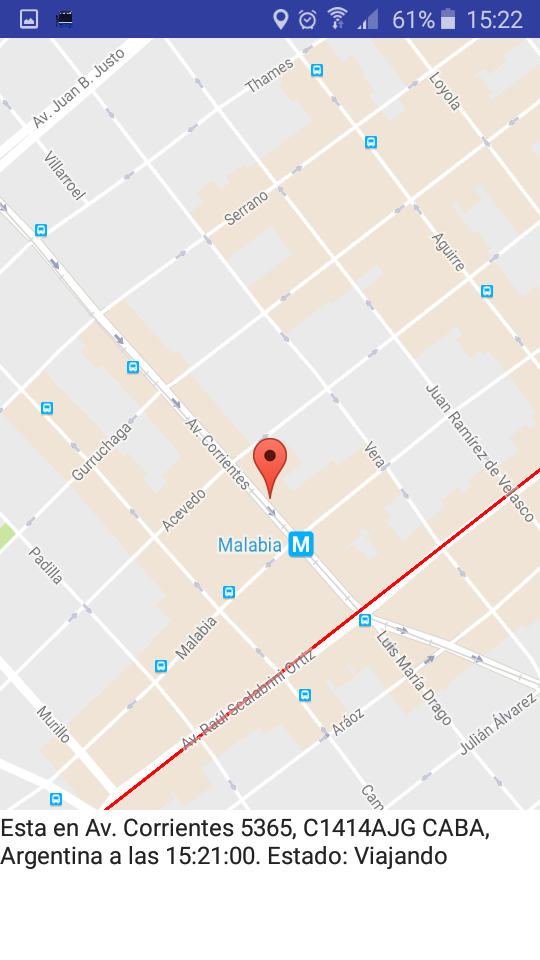 61% 15:22
Av. Juan B. Justo
Thames
Loyola
Villarroel
Serrano
Aguirre
Av. Corrientes
Juan Ramírez de Velasco
Gurruchaga
Vera
Acevedo
Malabia M
Padilla
Malabia
Av. Raúl Scalabrini Ortiz
Luis María Drago
Murillo
Aráoz
Julián Álvarez
Cam
Esta en Av. Corrientes 5365, C1414AJG CABA,
Argentina a las 15:21:00. Estado: Viajando